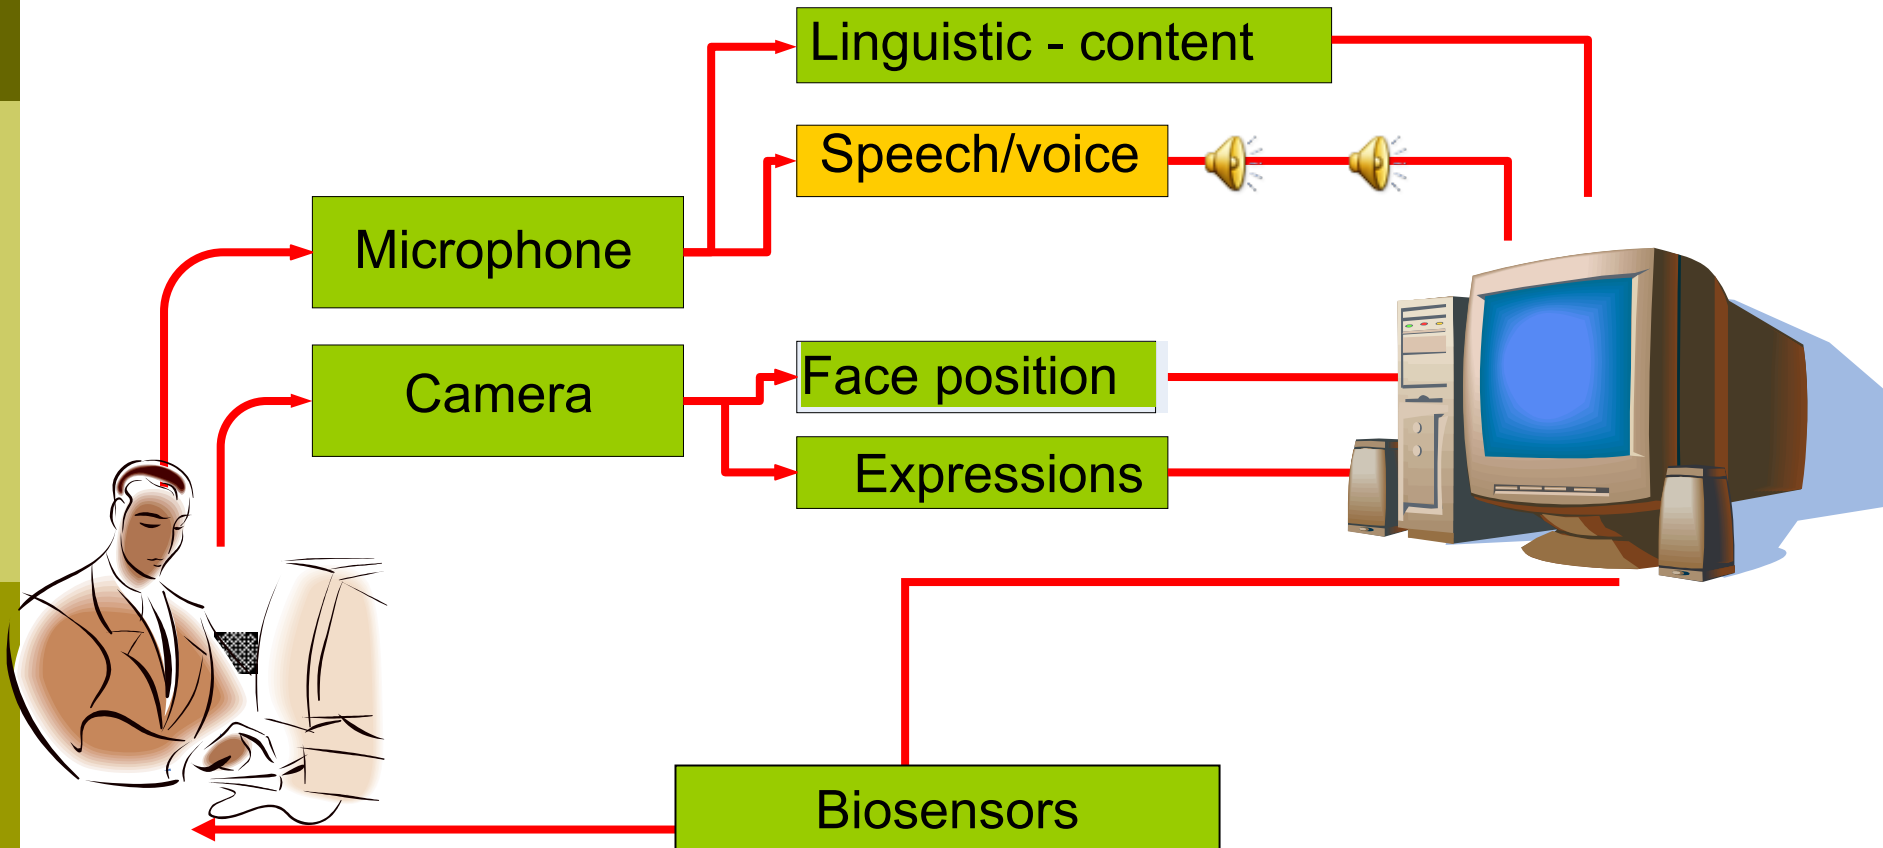 Linguistic - content
Speech/voice
Microphone
Face position
Camera
Expressions
Biosensors